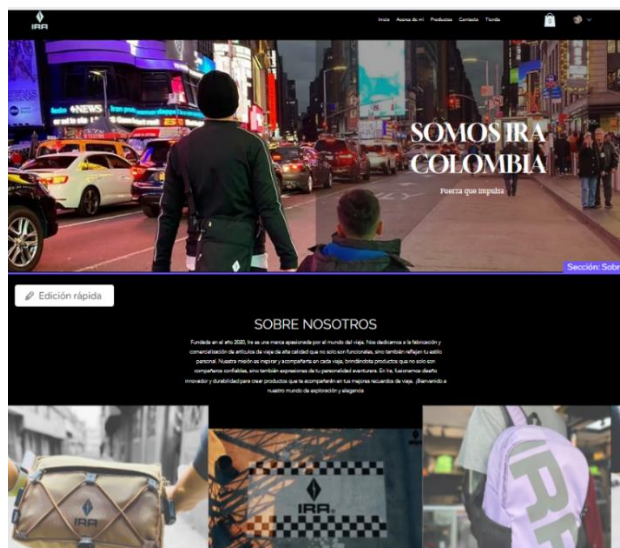 IRA
Inicio Acerca de mi Productos Contacto Tienda
NEWS
SOMOS IRA
COLOMBIA
Fuerza que impulsa
Sección: Sobr
Edición rápida
SOBRE NOSOTROS
Fundada en el año 2020, Ira es una marca apasionada por el mundo del viaje. Nos dedicamos a la fabricación y
comercialización de artículos de viaje de alta calidad que no solo son funcionales, sino también reflejan tu estilo
personal. Nuestra misión es inspirar y acompañarte en cada viaje, brindándote productos que no solo son
compañeros confiables, sino también expresiones de tu personalidad aventurera. En Ira, fusionamos diseño
innovador y durabilidad para crear productos que te acompañarán en tus mejores recuerdos de viaje. ¡Bienvenido a
nuestro mundo de exploración y elegancia
IRA
IRA
IRA